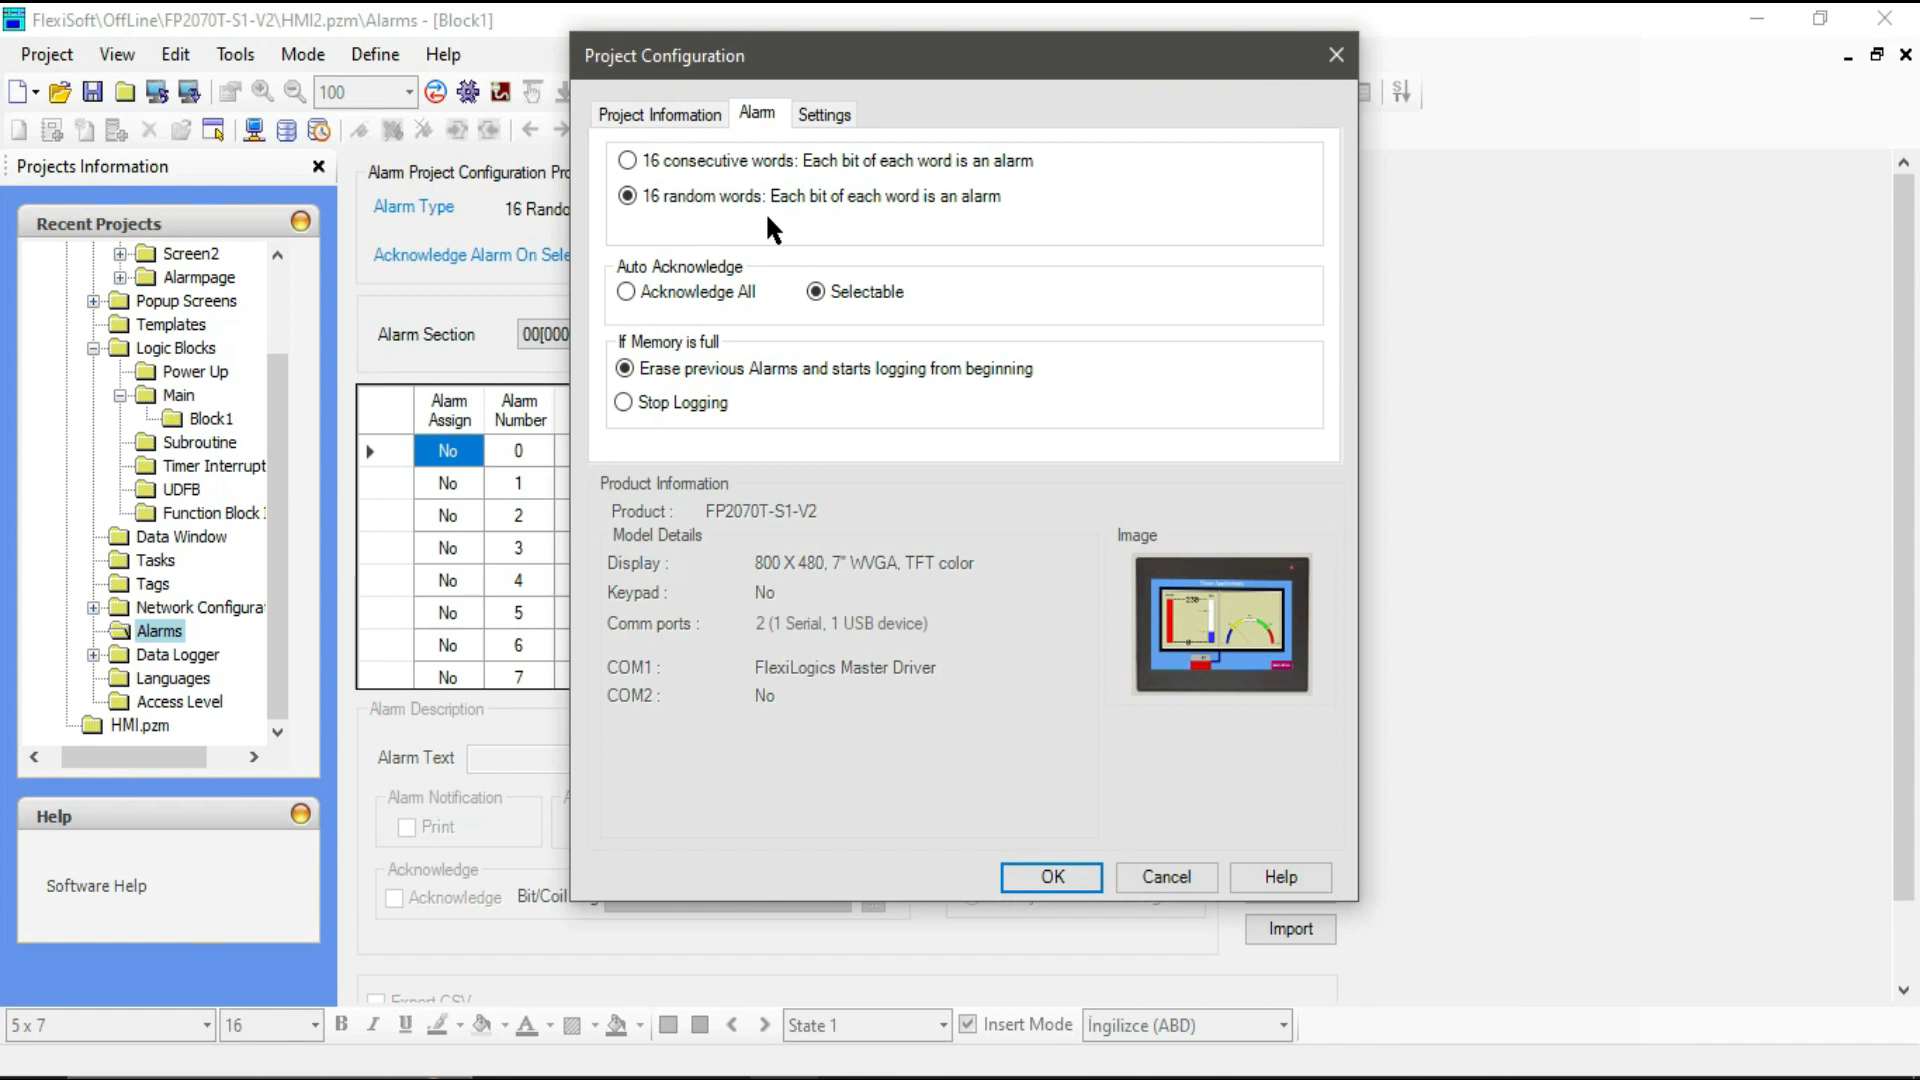 FlexiSoft\OffLine\FP2070T-S1-V2\HMI2.pzm\Alarms - [Block1]
Project View Edit Tools Mode Define Help
100
Projects Information
Recent Projects
Screen2
Alarmpage
Popup Screens
Templates
Logic Blocks
Power Up
Main
Block1
Subroutine
Timer Interrupt
UDFB
Function Block
Data Window
Tasks
Tags
Network Configura
Alarms
Data Logger
Languages
Access Level
HMI.pzm
Help
Software Help
Alarm Project Configuration Pro
Alarm Type 16 Rando
Acknowledge Alarm On Sele
Alarm Section 00[000
Alarm Assign Alarm Number
No 0
No 1
No 2
No 3
No 4
No 5
No 6
No 7
Alarm Description
Alarm Text
Alarm Notification
Print
Acknowledge
Acknowledge Bit/Coil
Export CSV
Import
Project Configuration
Project Information Alarm Settings
16 consecutive words: Each bit of each word is an alarm
16 random words: Each bit of each word is an alarm
Auto Acknowledge
Acknowledge All Selectable
If Memory is full
Erase previous Alarms and starts logging from beginning
Stop Logging
Product Information
Product : FP2070T-S1-V2
Model Details
Display : 800 X 480, 7" WVGA, TFT color
Keypad : No
Comm ports : 2 (1 Serial, 1 USB device)
COM1 : FlexiLogics Master Driver
COM2 : No
Image
OK Cancel Help
5 x 7 16 B I U State 1 Insert Mode İngilizce (ABD)